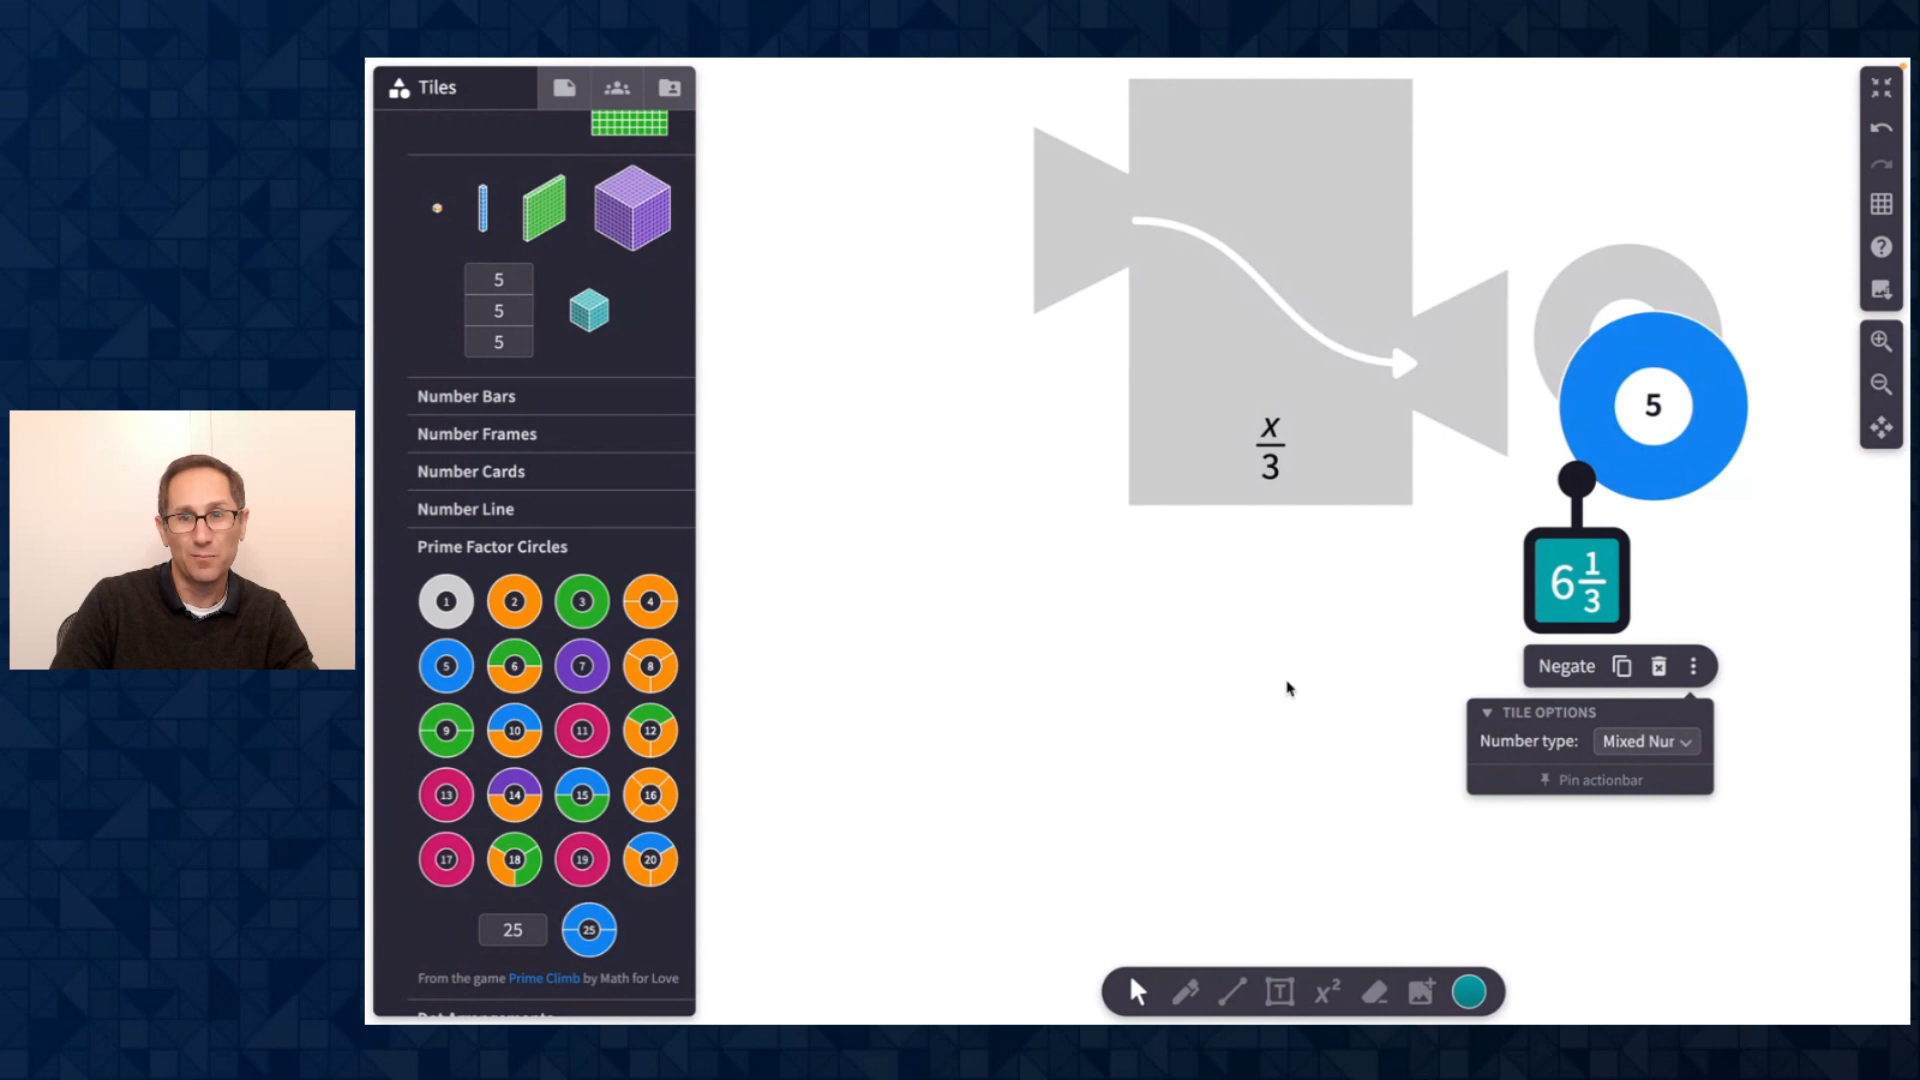 Tiles
5
5
5
Number Bars
Number Frames
Number Cards
Number Line
Prime Factor Circles
1 2 3 4
5 6 7 8
9 10 11 12
13 14 15 16
17 18 19 20
25 25
From the game Prime Climb by Math for Love
x
3
5
6 1/3
Negate
TILE OPTIONS
Number type: Mixed Nur
Pin actionbar
T x²